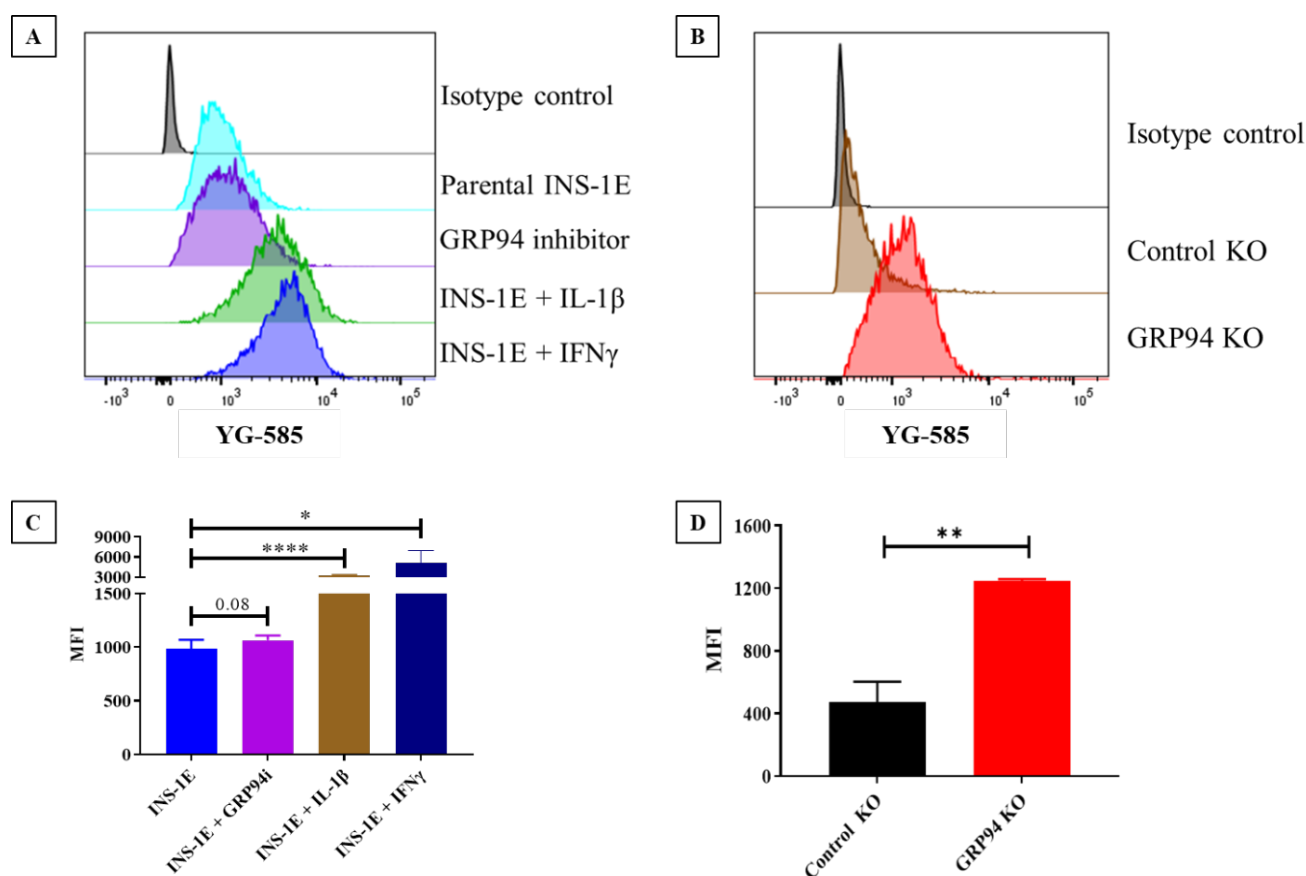 A
Isotype control
Parental INS-1E
GRP94 inhibitor
INS-1E + IL-1β
INS-1E + IFNγ
-10³ 0 10³ 10⁴ 10⁵
YG-585
B
Isotype control
Control KO
GRP94 KO
-10³ 0 10³ 10⁴ 10⁵
YG-585
C
MFI
9000
6000
3000
1500
1000
500
0
*
****
0.08
INS-1E
INS-1E + GRP94i
INS-1E + IL-1β
INS-1E + IFNγ
D
MFI
1600
1200
800
400
0
**
Control KO
GRP94 KO